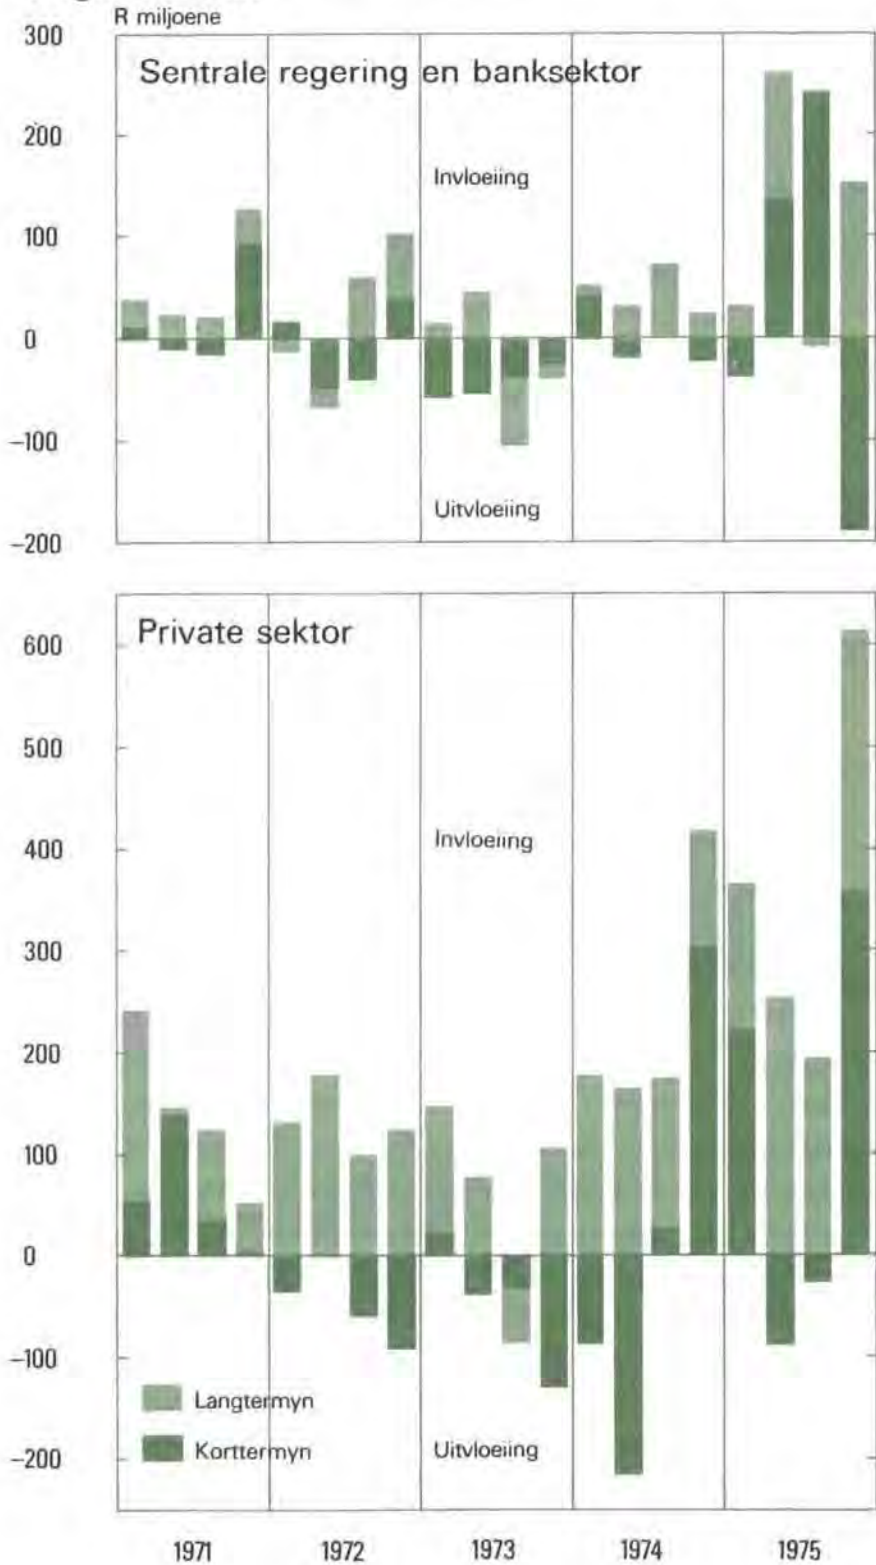 R miljoene
300
Sentrale regering en banksektor
200
Invloeiing
100
0
–100
Uitvloeiing
–200
Private sektor
600
500
400
Invloeiing
300
200
100
0
–100
Langtermyn
Korttermyn
Uitvloeiing
–200
1971 1972 1973 1974 1975